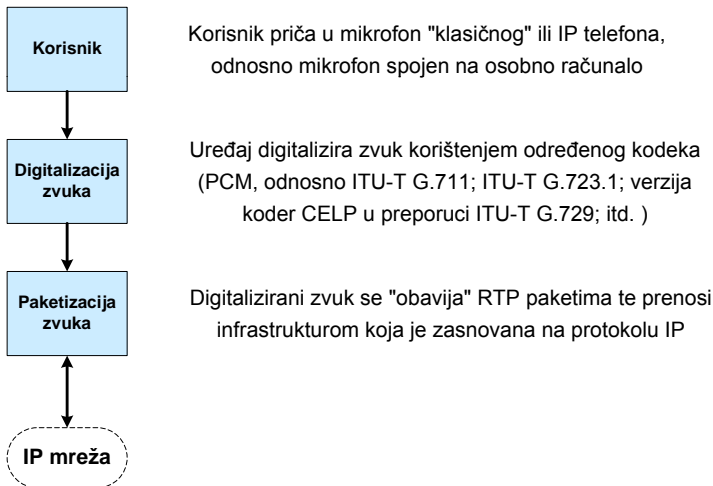 Korisnik
Korisnik priča u mikrofon "klasičnog" ili IP telefona,
odnosno mikrofon spojen na osobno računalo
Digitalizacija
zvuka
Uređaj digitalizira zvuk korištenjem određenog kodeka
(PCM, odnosno ITU-T G.711; ITU-T G.723.1; verzija
koder CELP u preporuci ITU-T G.729; itd. )
Paketizacija
zvuka
Digitalizirani zvuk se "obavija" RTP paketima te prenosi
infrastrukturom koja je zasnovana na protokolu IP
IP mreža